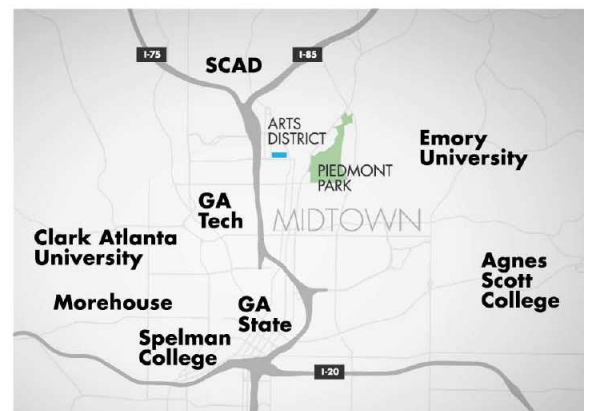 I-75
I-85
SCAD
ARTS
DISTRICT
Emory
University
PIEDMONT
PARK
GA
Tech
MIDTOWN
Clark Atlanta
University
Agnes
Scott
College
Morehouse
GA
State
Spelman
College
I-20